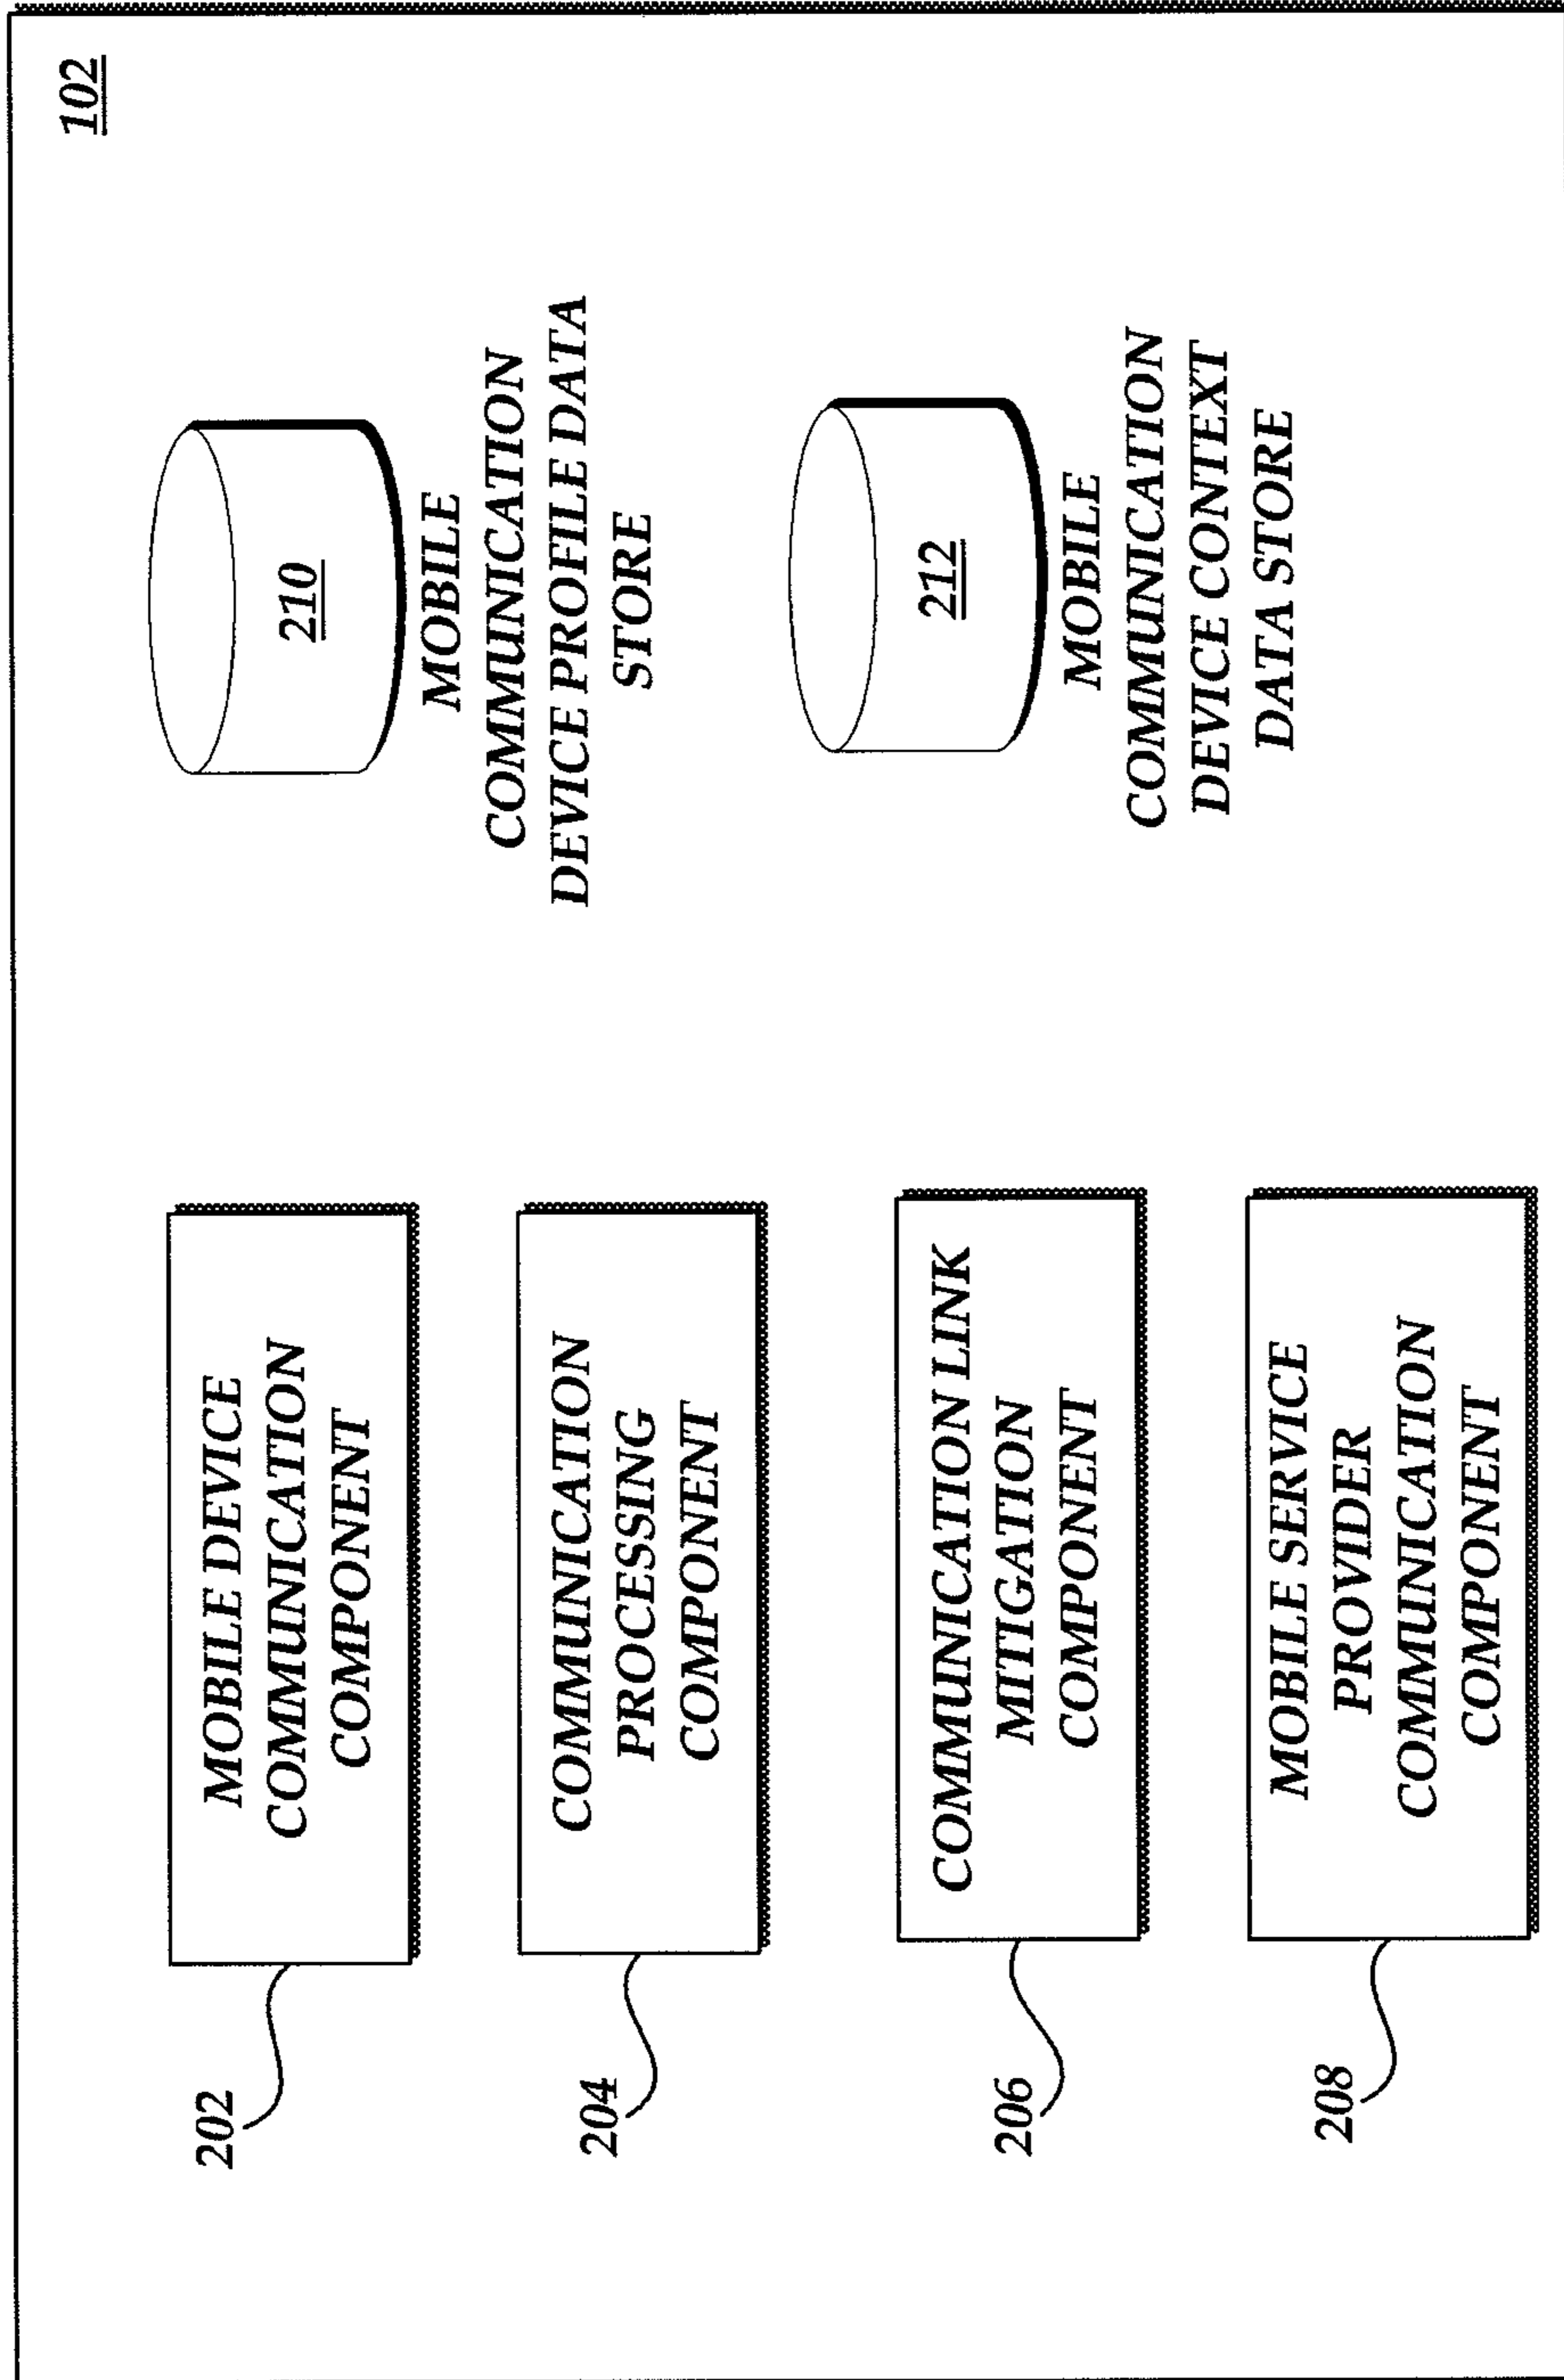 102
202
MOBILE DEVICE
COMMUNICATION
COMPONENT
204
COMMUNICATION
PROCESSING
COMPONENT
206
COMMUNICATION LINK
MITIGATION
COMPONENT
208
MOBILE SERVICE
PROVIDER
COMMUNICATION
COMPONENT
210
MOBILE
COMMUNICATION
DEVICE PROFILE DATA
STORE
212
MOBILE
COMMUNICATION
DEVICE CONTEXT
DATA STORE